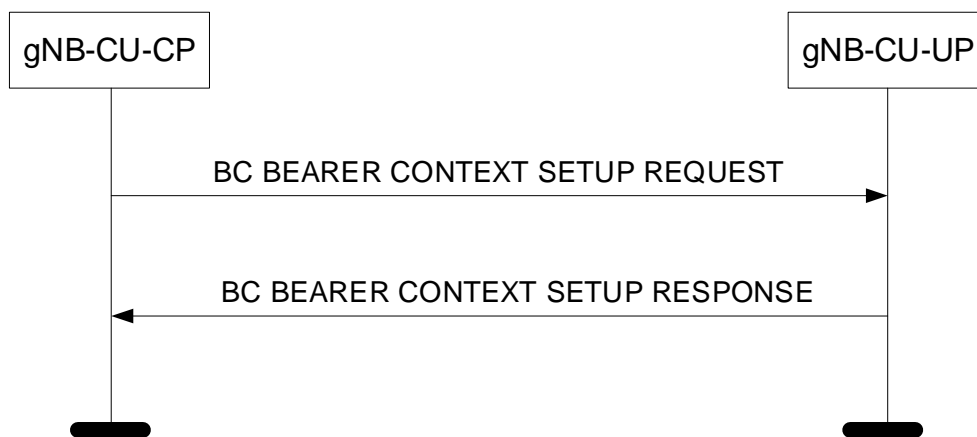 gNB-CU-CP
gNB-CU-UP
BC BEARER CONTEXT SETUP REQUEST
BC BEARER CONTEXT SETUP RESPONSE